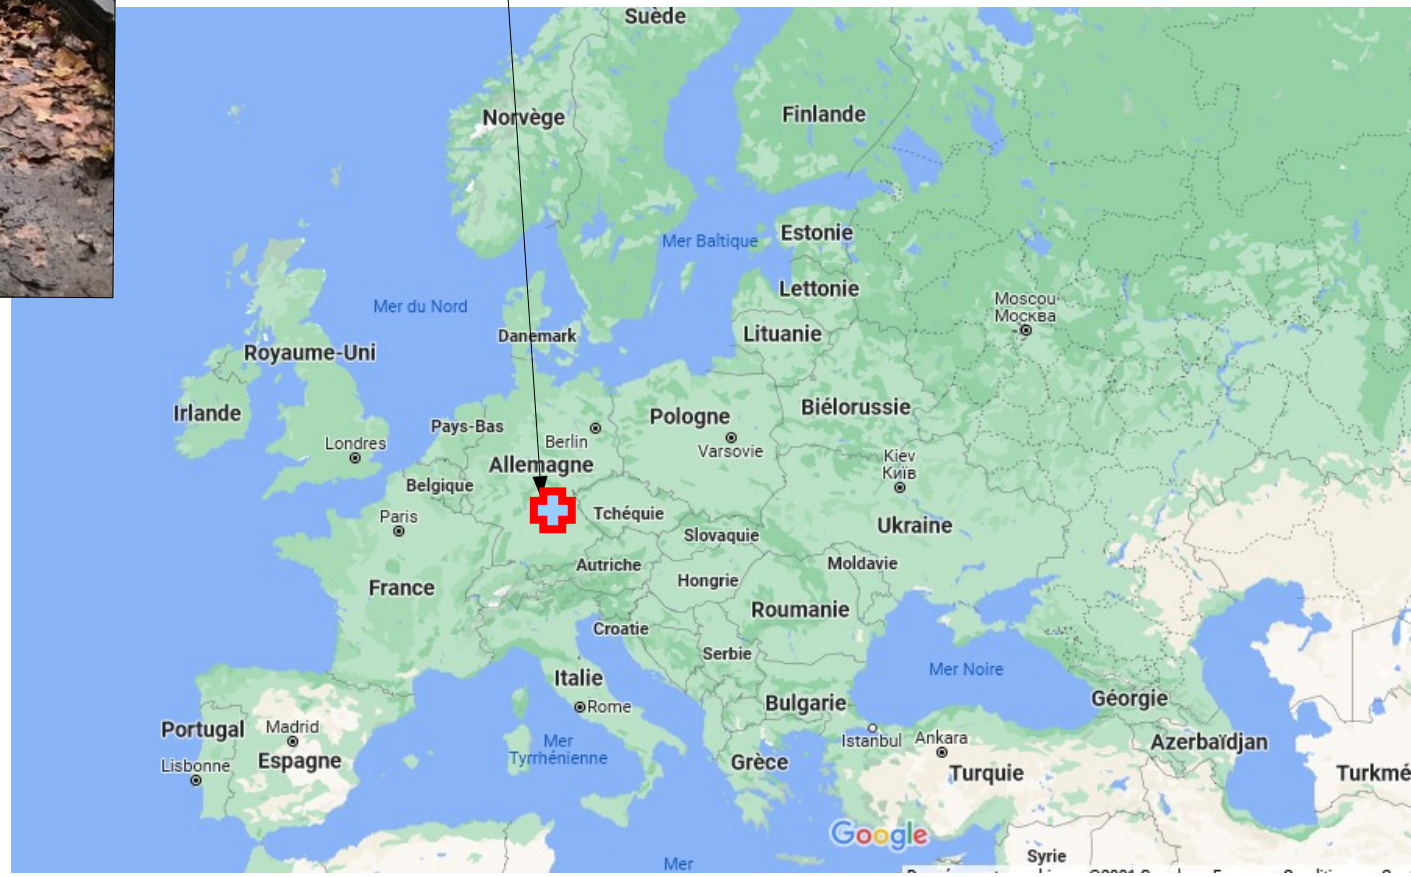 Suède
Norvège
Finlande
Estonie
Mer Baltique
Lettonie
Mer du Nord
Moscou
Москва
Danemark
Lituanie
Royaume-Uni
Irlande
Pays-Bas
Pologne
Biélorussie
Londres
Berlin
Varsovie
Allemagne
Kiev
Київ
Belgique
Paris
Tchéquie
Ukraine
Slovaquie
Autriche
Moldavie
France
Hongrie
Roumanie
Croatie
Serbie
Mer Noire
Italie
Rome
Bulgarie
Géorgie
Portugal
Madrid
Istanbul
Ankara
Azerbaïdjan
Mer
Tyrrhénienne
Espagne
Grèce
Lisbonne
Turquie
Turkmé
Google
Syrie
Mer